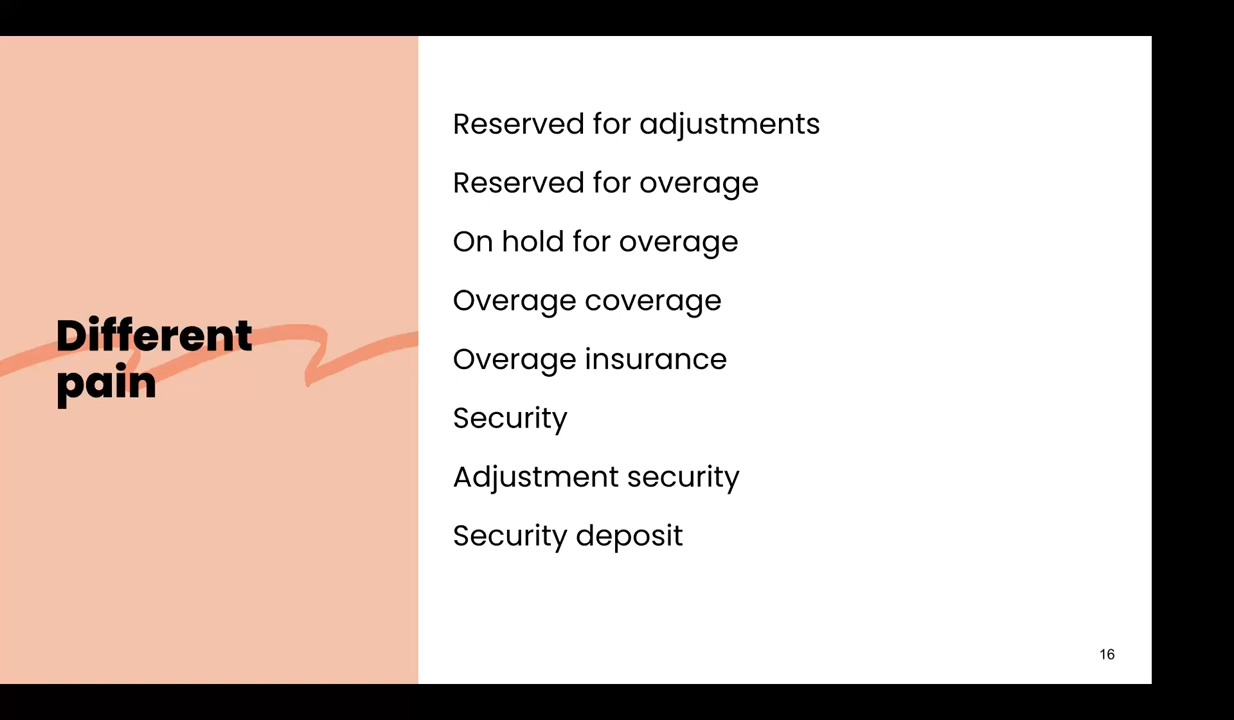 Different
pain
Reserved for adjustments
Reserved for overage
On hold for overage
Overage coverage
Overage insurance
Security
Adjustment security
Security deposit
16